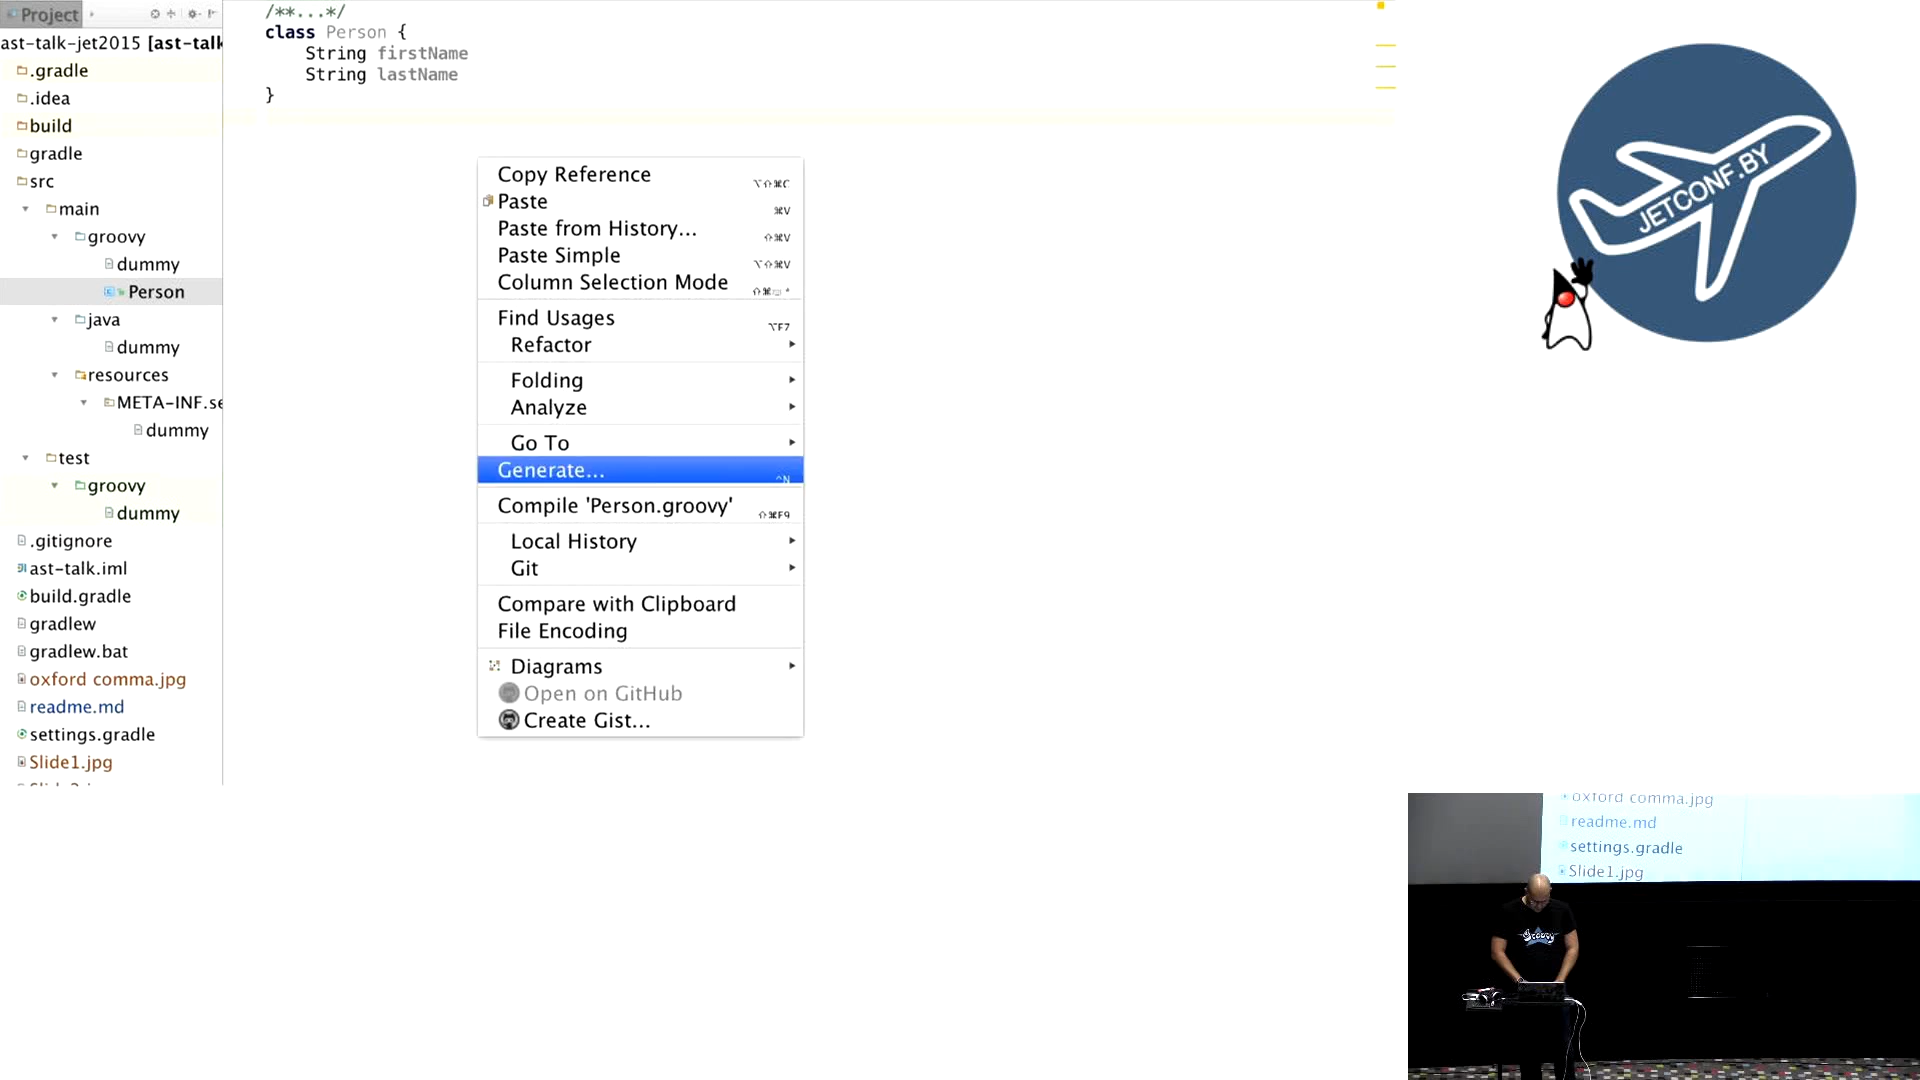 Project
ast-talk-jet2015 [ast-talk
.gradle
.idea
build
gradle
src
main
groovy
dummy
Person
java
dummy
resources
META-INF.se
dummy
test
groovy
dummy
.gitignore
ast-talk.iml
build.gradle
gradlew
gradlew.bat
oxford comma.jpg
readme.md
settings.gradle
Slide1.jpg
/**...*/
class Person {
String firstName
String lastName
}
Copy Reference ⌥⇧⌘C
Paste ⌘V
Paste from History... ⇧⌘V
Paste Simple ⌥⇧⌘V
Column Selection Mode
Find Usages ⌥F7
Refactor
Folding
Analyze
Go To
Generate... ^N
Compile 'Person.groovy' ⇧⌘F9
Local History
Git
Compare with Clipboard
File Encoding
Diagrams
Open on GitHub
Create Gist...
JETCONF.BY
oxford comma.jpg
readme.md
settings.gradle
Slide1.jpg
Groovy